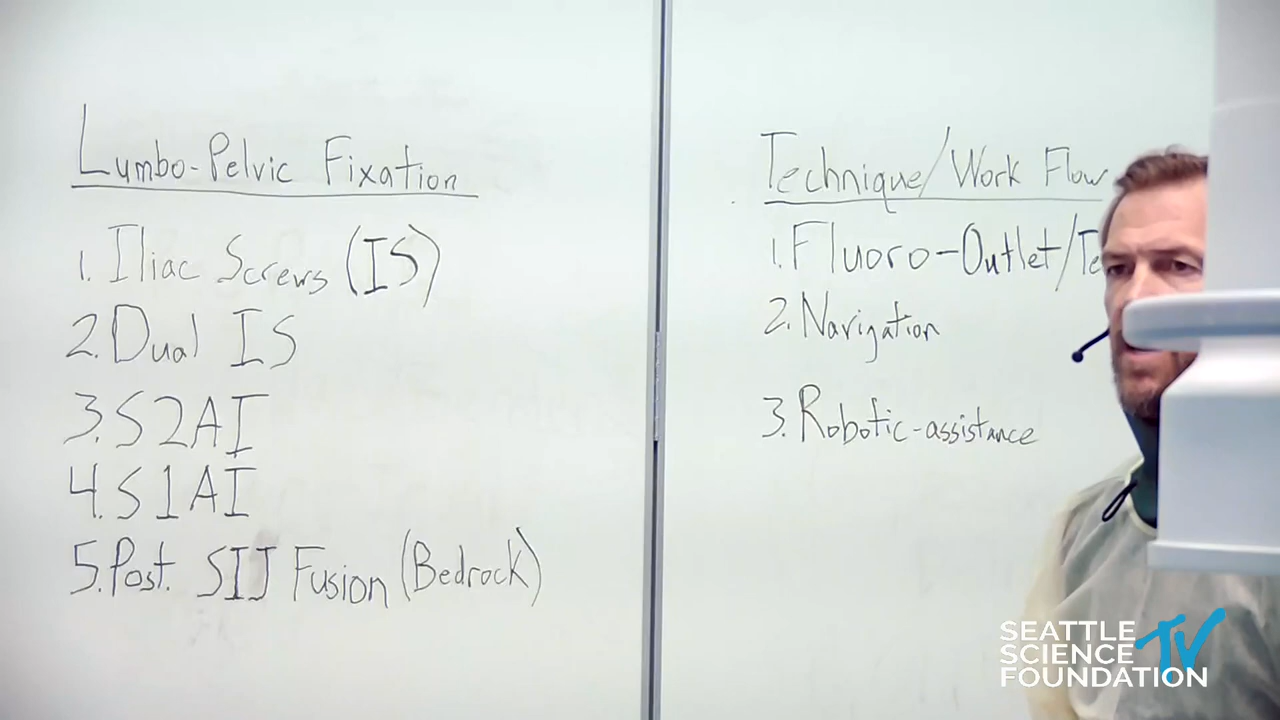 Lumbo-Pelvic Fixation
1. Iliac Screws (IS)
2. Dual IS
3. S2AI
4. S1AI
5. Post. SIJ Fusion (Bedrock)
Technique/Work Flow
1. Fluoro-Outlet/
2. Navigation
3. Robotic-assistance
SEATTLE
SCIENCE TV
FOUNDATION